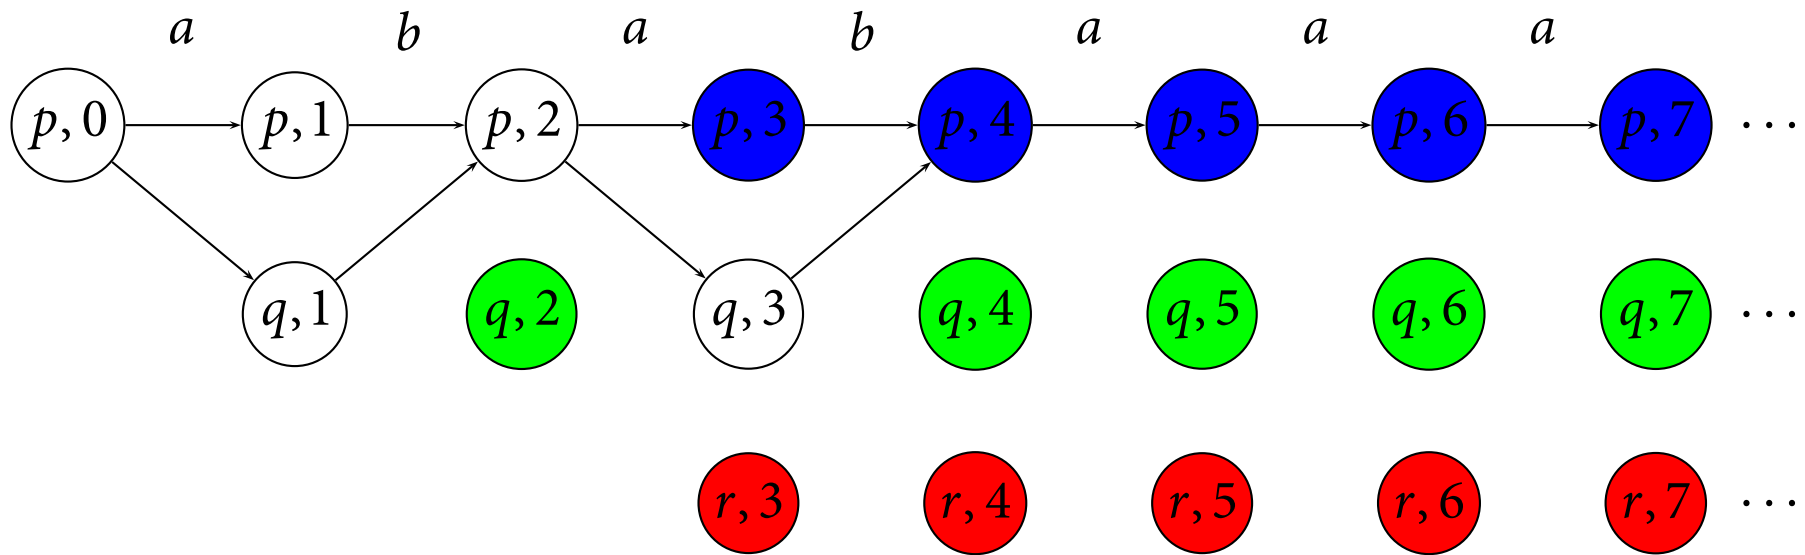 a b a b a a a
p, 0 p, 1 p, 2 p, 3 p, 4 p, 5 p, 6 p, 7 ···
q, 1 q, 2 q, 3 q, 4 q, 5 q, 6 q, 7 ···
r, 3 r, 4 r, 5 r, 6 r, 7 ···